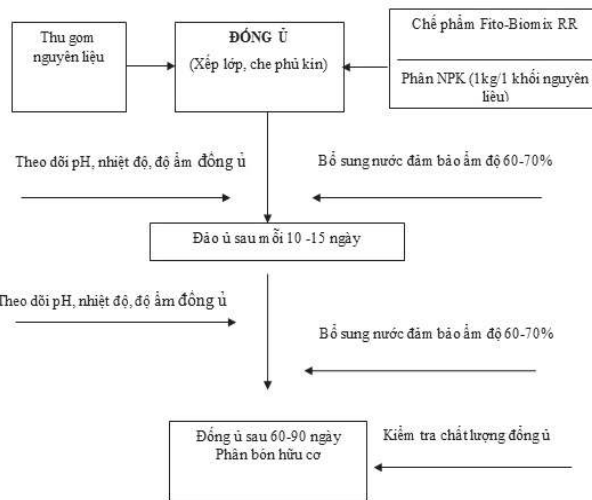 Thu gom
nguyên liệu
ĐỐNG Ủ
(Xếp lớp, che phủ kín)
Chế phẩm Fito-Biomix RR
Phân NPK (1kg/1 khối nguyên
liệu)
Theo dõi pH, nhiệt độ, độ ẩm đống ủ
Bổ sung nước đảm bảo ẩm độ 60-70%
Đảo ủ sau mỗi 10 -15 ngày
Theo dõi pH, nhiệt độ, độ ẩm đống ủ
Bổ sung nước đảm bảo ẩm độ 60-70%
Đống ủ sau 60-90 ngày
Phân bón hữu cơ
Kiểm tra chất lượng đống ủ